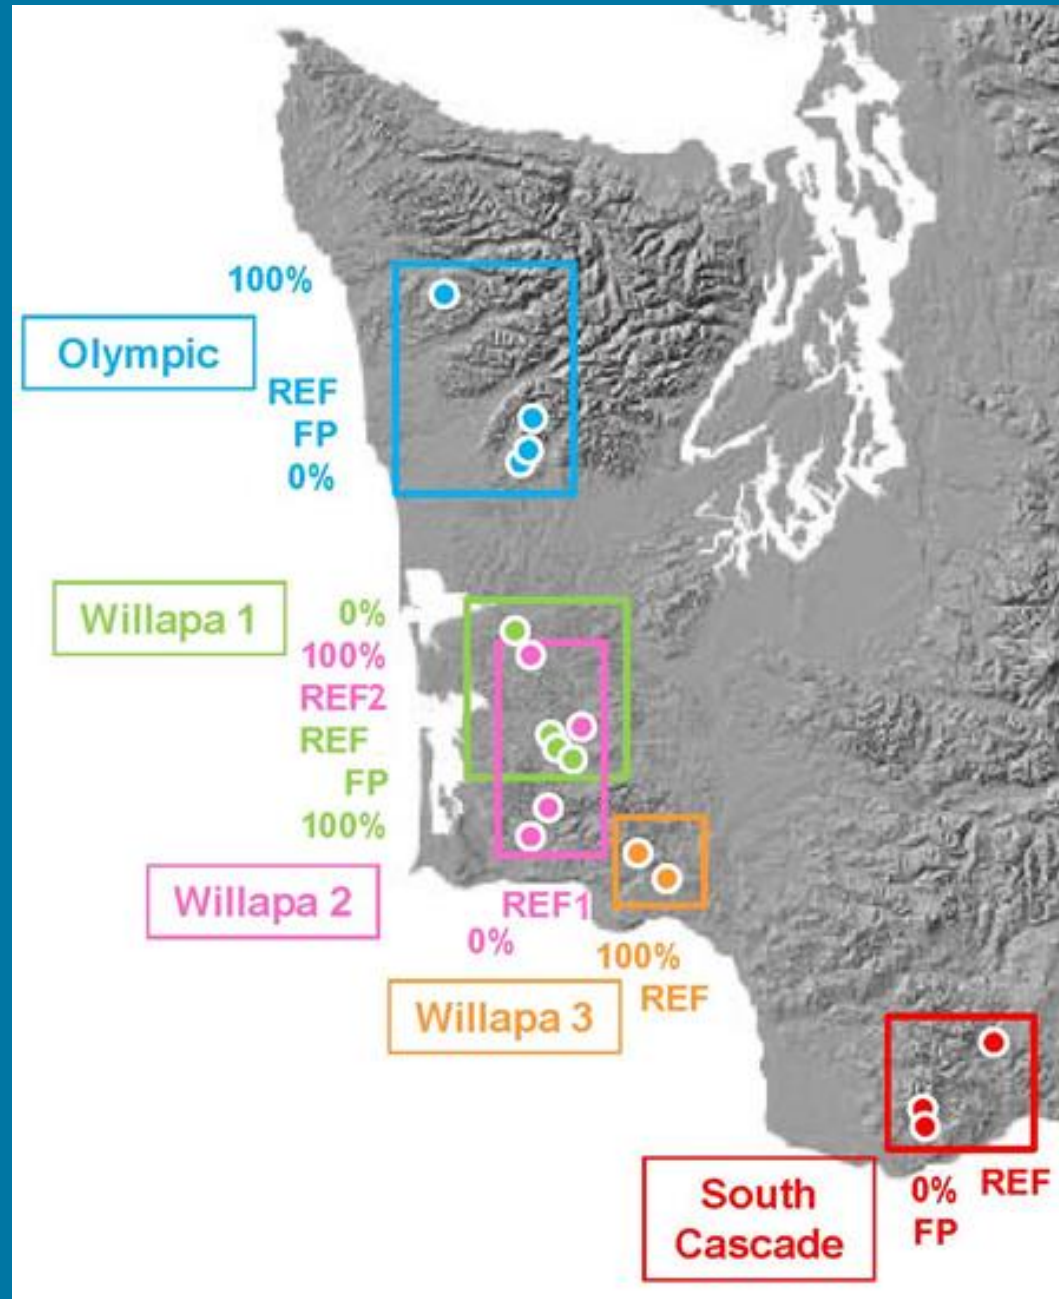 100%
Olympic
REF
FP
0%
Willapa 1
0%
100%
REF2
REF
FP
100%
Willapa 2
REF1
0%
100%
Willapa 3
REF
South
Cascade
0%
REF
FP